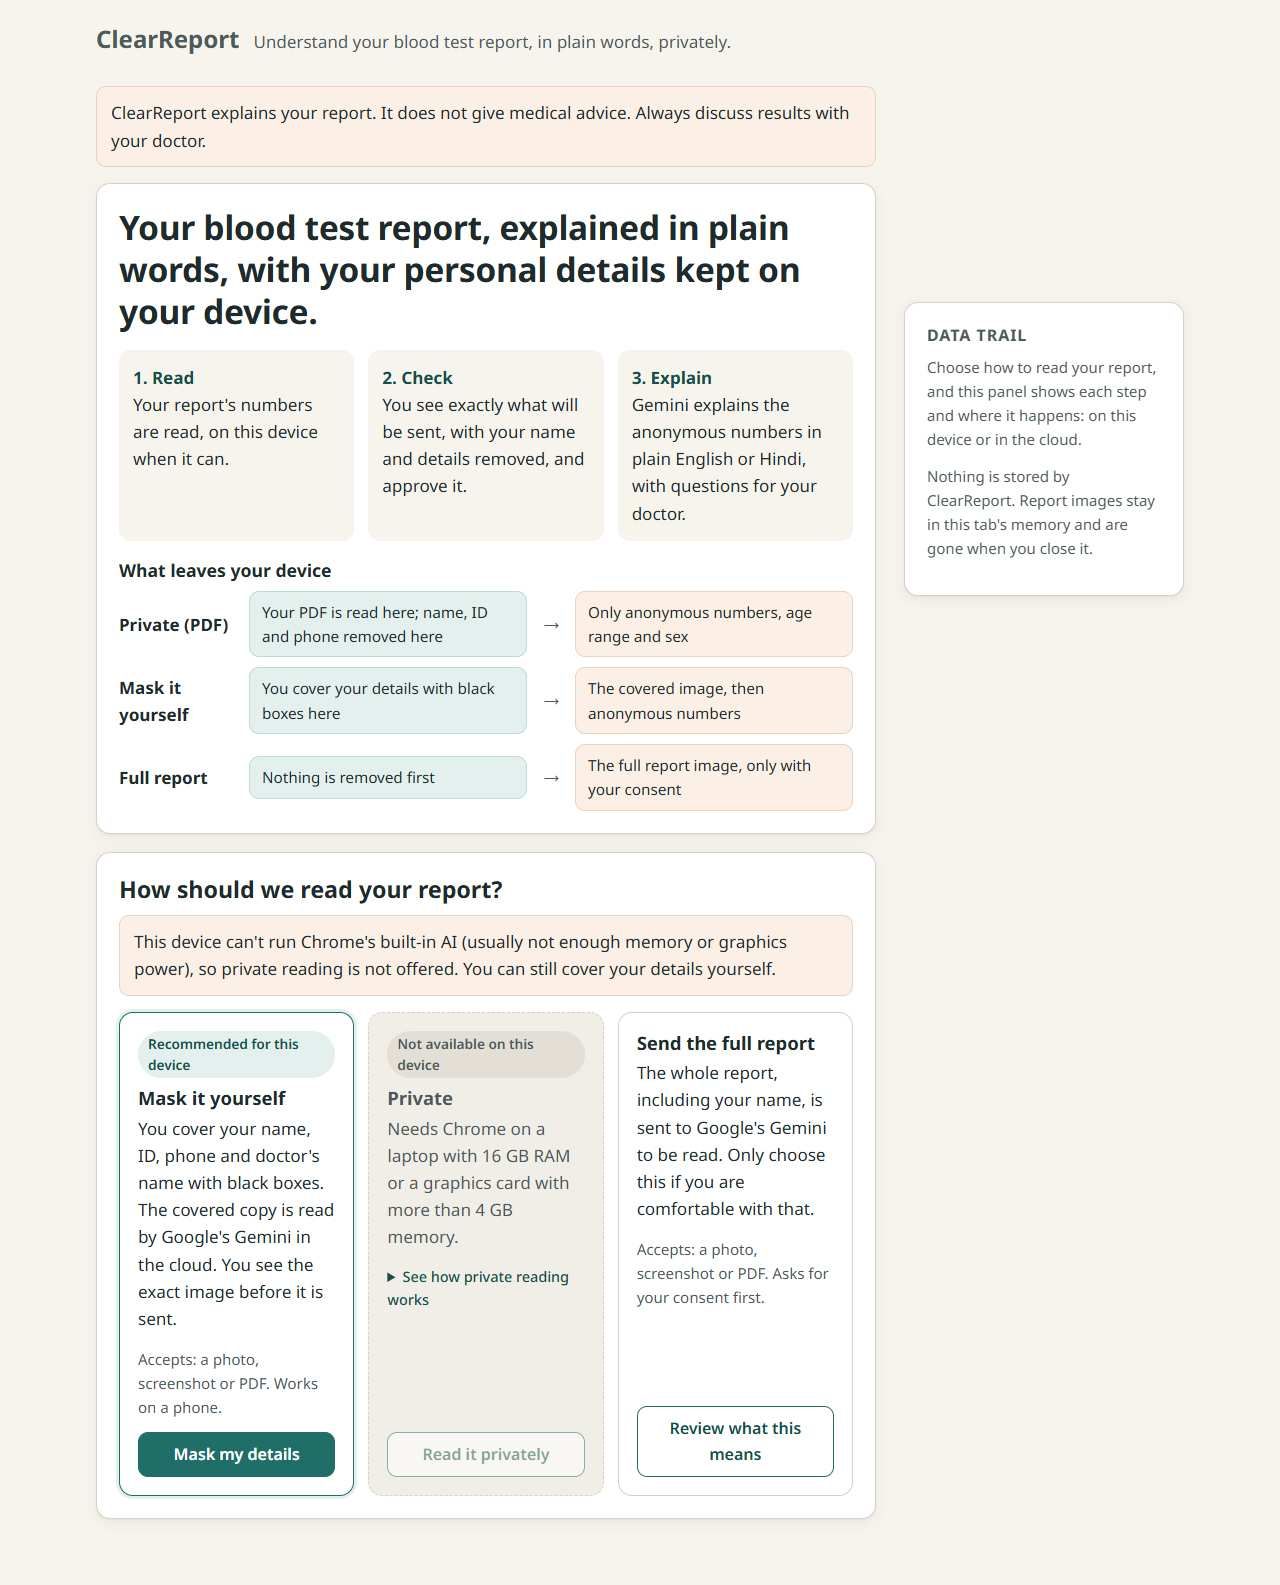 ClearReport Understand your blood test report, in plain words, privately.
ClearReport explains your report. It does not give medical advice. Always discuss results with
your doctor.
Your blood test report, explained in plain
words, with your personal details kept on
your device.
1. Read
Your report's numbers
are read, on this device
when it can.
2. Check
You see exactly what will
be sent, with your name
and details removed, and
approve it.
3. Explain
Gemini explains the
anonymous numbers in
plain English or Hindi,
with questions for your
doctor.
What leaves your device
Private (PDF)
Your PDF is read here; name, ID
and phone removed here
→
Only anonymous numbers, age
range and sex
Mask it
yourself
You cover your details with black
boxes here
→
The covered image, then
anonymous numbers
Full report
Nothing is removed first
→
The full report image, only with
your consent
DATA TRAIL
Choose how to read your report,
and this panel shows each step
and where it happens: on this
device or in the cloud.
Nothing is stored by
ClearReport. Report images stay
in this tab's memory and are
gone when you close it.
How should we read your report?
This device can't run Chrome's built-in AI (usually not enough memory or graphics
power), so private reading is not offered. You can still cover your details yourself.
Recommended for this
device
Mask it yourself
You cover your name,
ID, phone and doctor's
name with black boxes.
The covered copy is read
by Google's Gemini in
the cloud. You see the
exact image before it is
sent.
Accepts: a photo,
screenshot or PDF. Works
on a phone.
Mask my details
Not available on this
device
Private
Needs Chrome on a
laptop with 16 GB RAM
or a graphics card with
more than 4 GB
memory.
▶ See how private reading
works
Read it privately
Send the full report
The whole report,
including your name, is
sent to Google's Gemini
to be read. Only choose
this if you are
comfortable with that.
Accepts: a photo,
screenshot or PDF. Asks for
your consent first.
Review what this
means